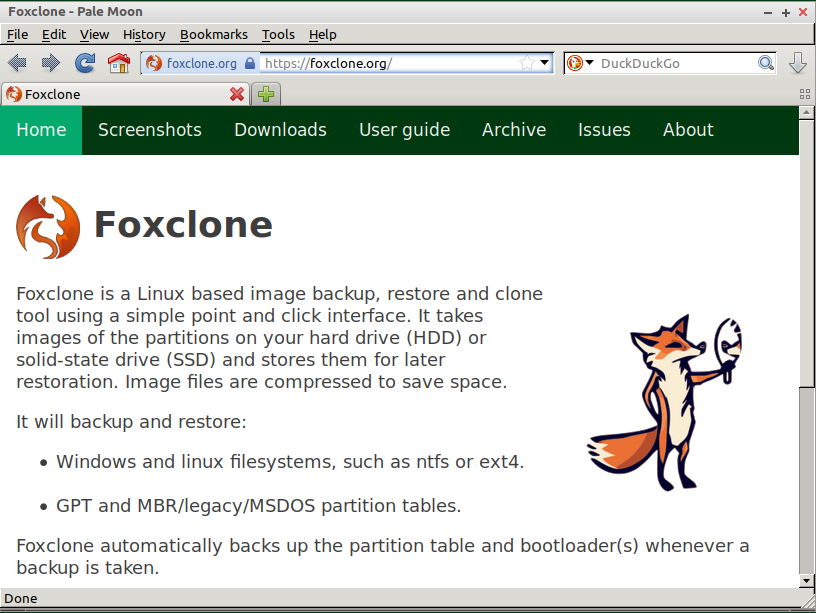 Foxclone - Pale Moon
File Edit View History Bookmarks Tools Help
foxclone.org https://foxclone.org/ DuckDuckGo
Foxclone
Home Screenshots Downloads User guide Archive Issues About
Foxclone
Foxclone is a Linux based image backup, restore and clone
tool using a simple point and click interface. It takes
images of the partitions on your hard drive (HDD) or
solid-state drive (SSD) and stores them for later
restoration. Image files are compressed to save space.
It will backup and restore:
• Windows and linux filesystems, such as ntfs or ext4.
• GPT and MBR/legacy/MSDOS partition tables.
Foxclone automatically backs up the partition table and bootloader(s) whenever a
backup is taken.
Done